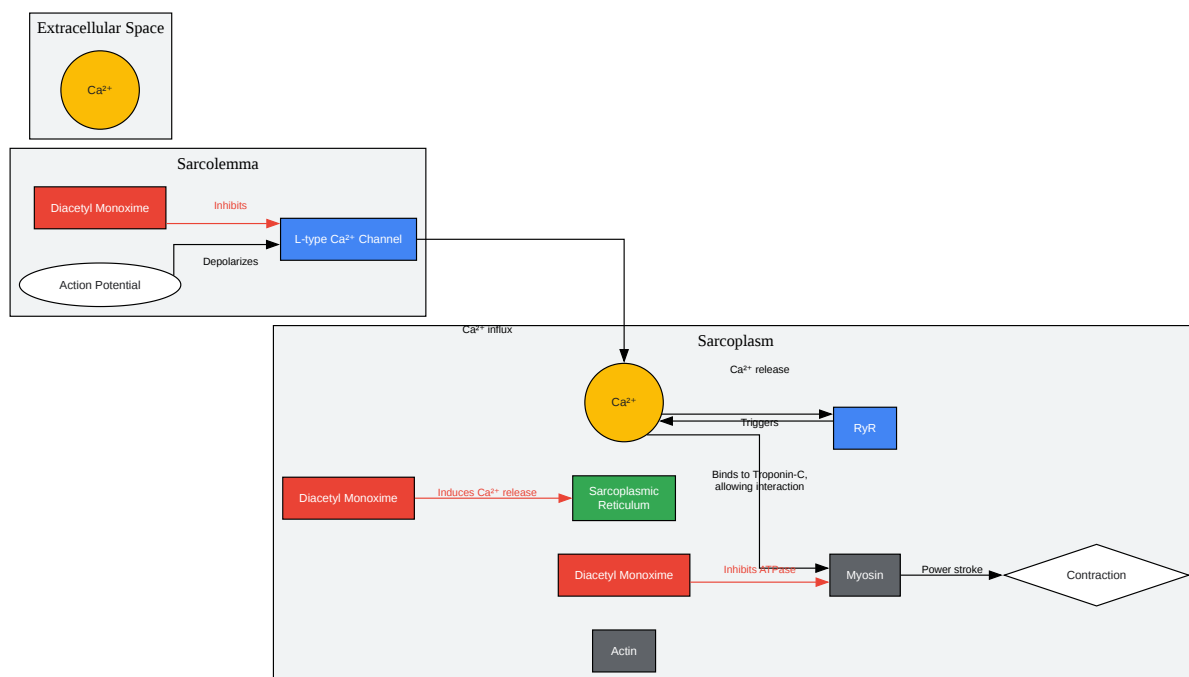 Extracellular Space
Ca²⁺
Sarcolemma
Diacetyl Monoxime
Inhibits
L-type Ca²⁺ Channel
Depolarizes
Action Potential
Ca²⁺ influx
Sarcoplasm
Ca²⁺ release
Ca²⁺
Triggers
RyR
Binds to Troponin-C,
allowing interaction
Diacetyl Monoxime
Induces Ca²⁺ release
Sarcoplasmic
Reticulum
Diacetyl Monoxime
Inhibits ATPase
Myosin
Power stroke
Contraction
Actin